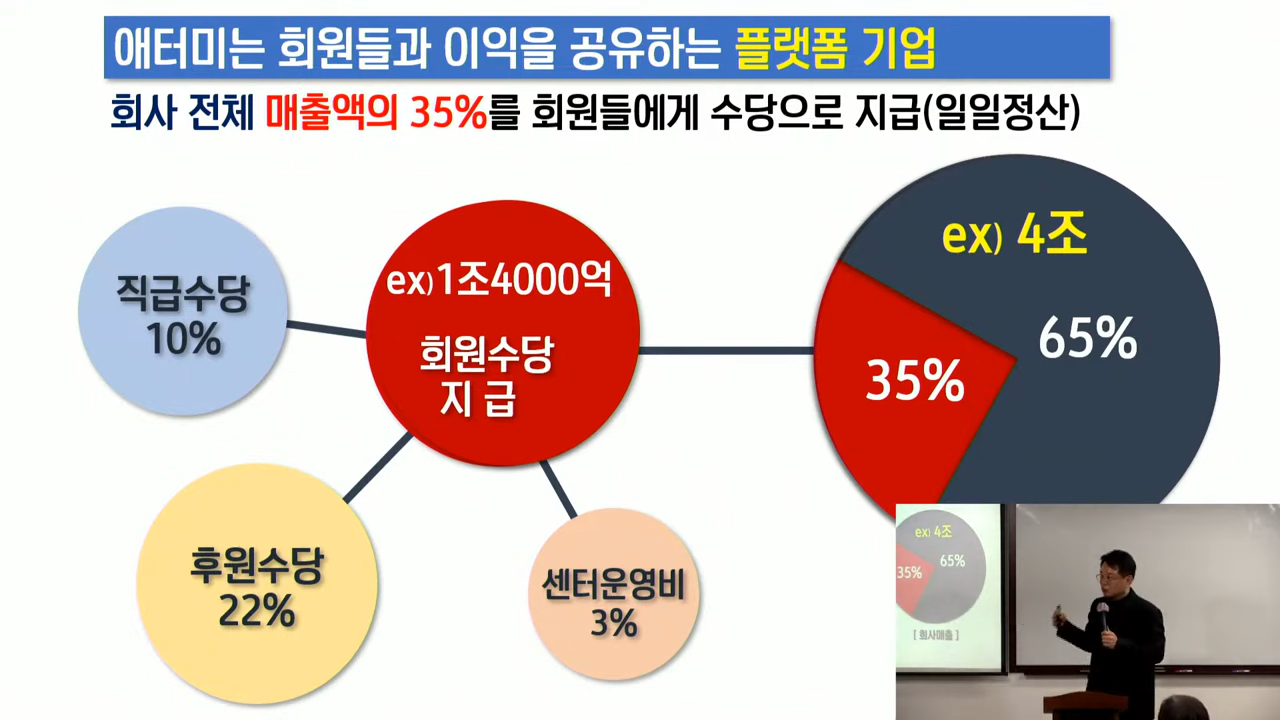 애터미는 회원들과 이익을 공유하는 플랫폼 기업
회사 전체 매출액의 35%를 회원들에게 수당으로 지급(일일정산)
직급수당
10%
ex)1조4000억
회원수당
지 급
ex) 4조
65%
35%
후원수당
22%
센터운영비
3%
ex) 4조
65%
35%
[ 회사매출 ]